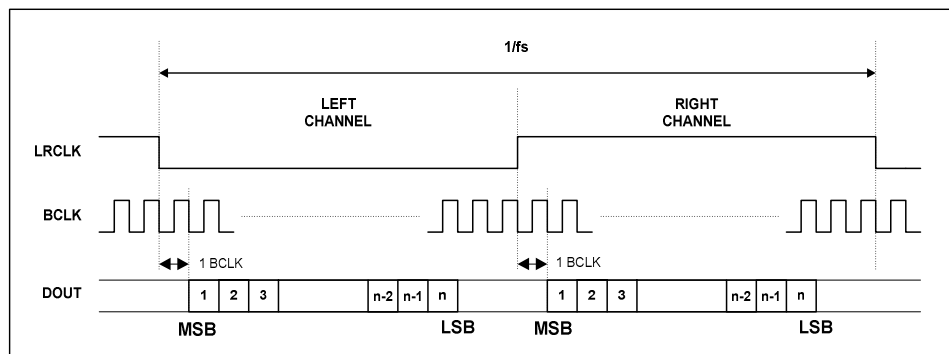 1/fs
LEFT
CHANNEL
RIGHT
CHANNEL
LRCLK
BCLK
1 BCLK
1 BCLK
DOUT
1 2 3 n-2 n-1 n 1 2 3 n-2 n-1 n
MSB LSB MSB LSB